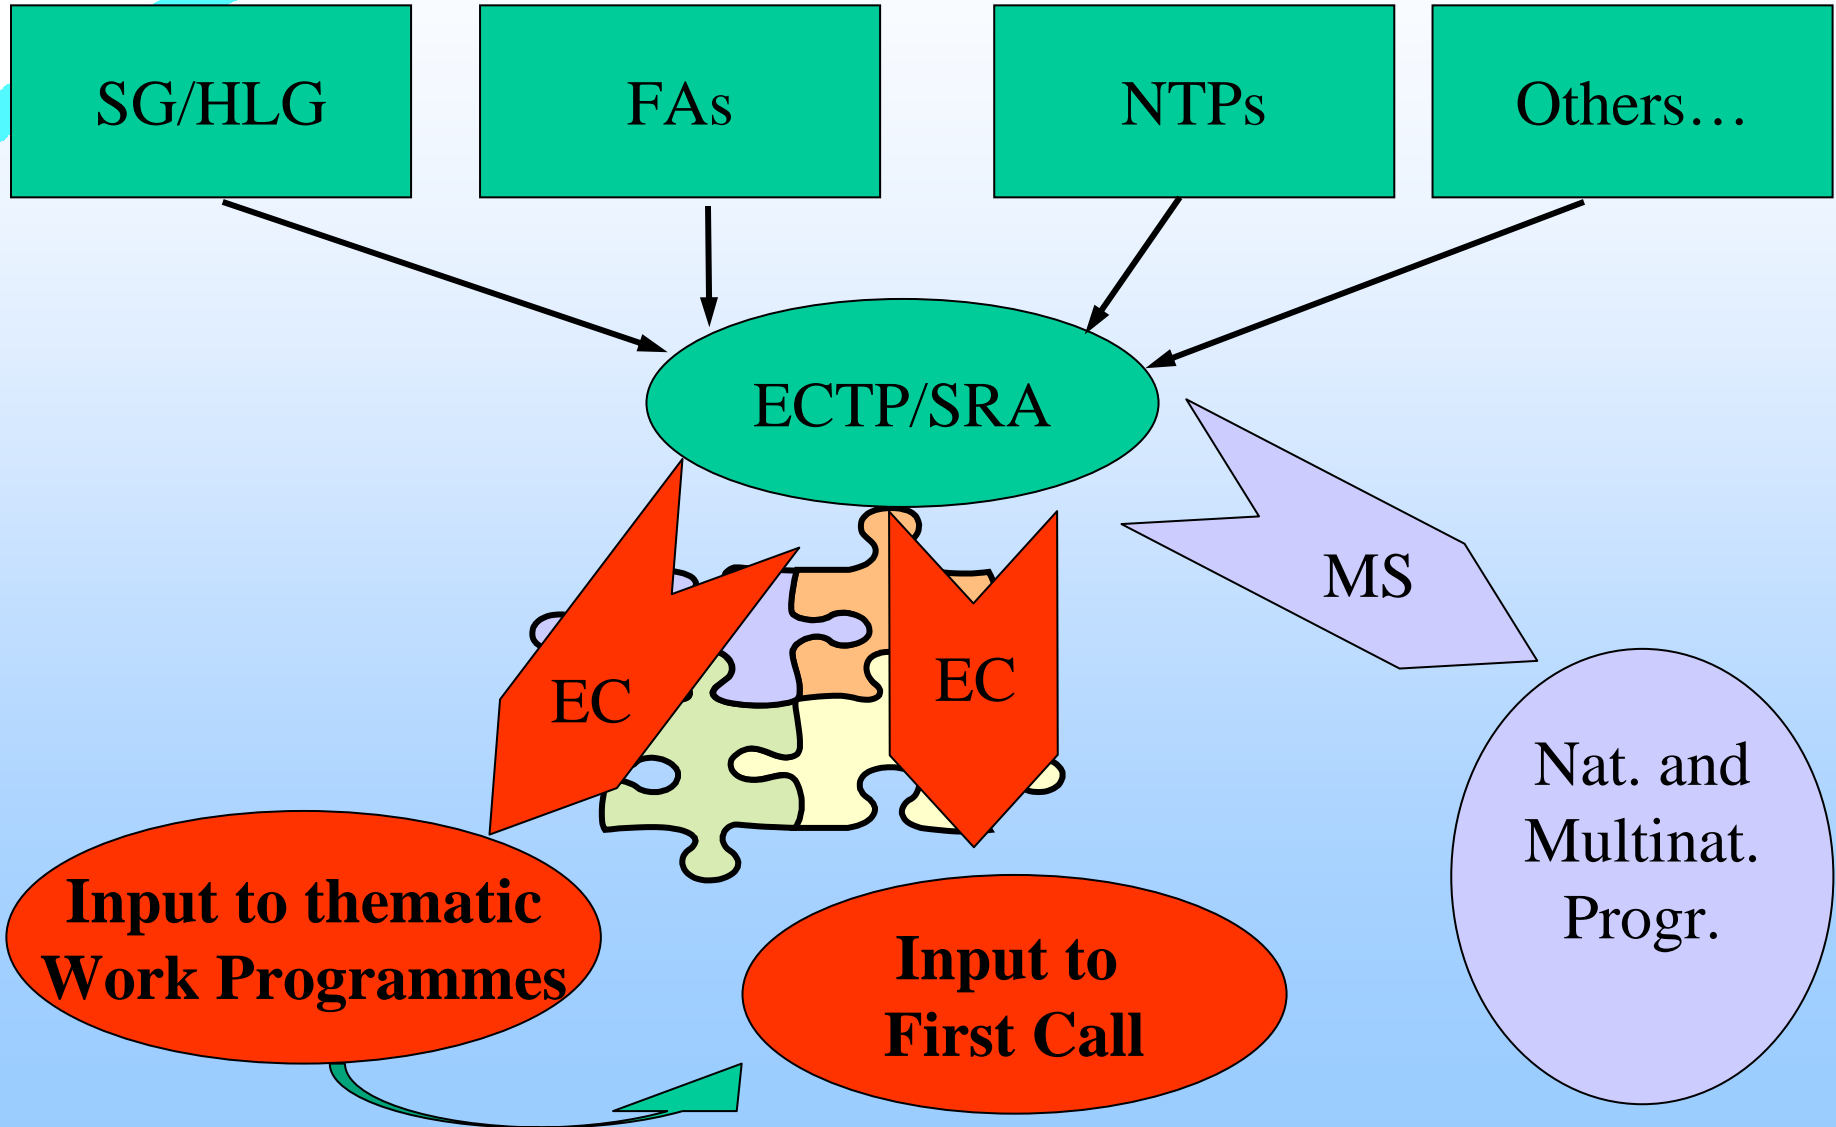 SG/HLG
FAs
NTPs
Others…
ECTP/SRA
MS
EC
EC
Nat. and
Multinat.
Progr.
Input to thematic
Work Programmes
Input to
First Call